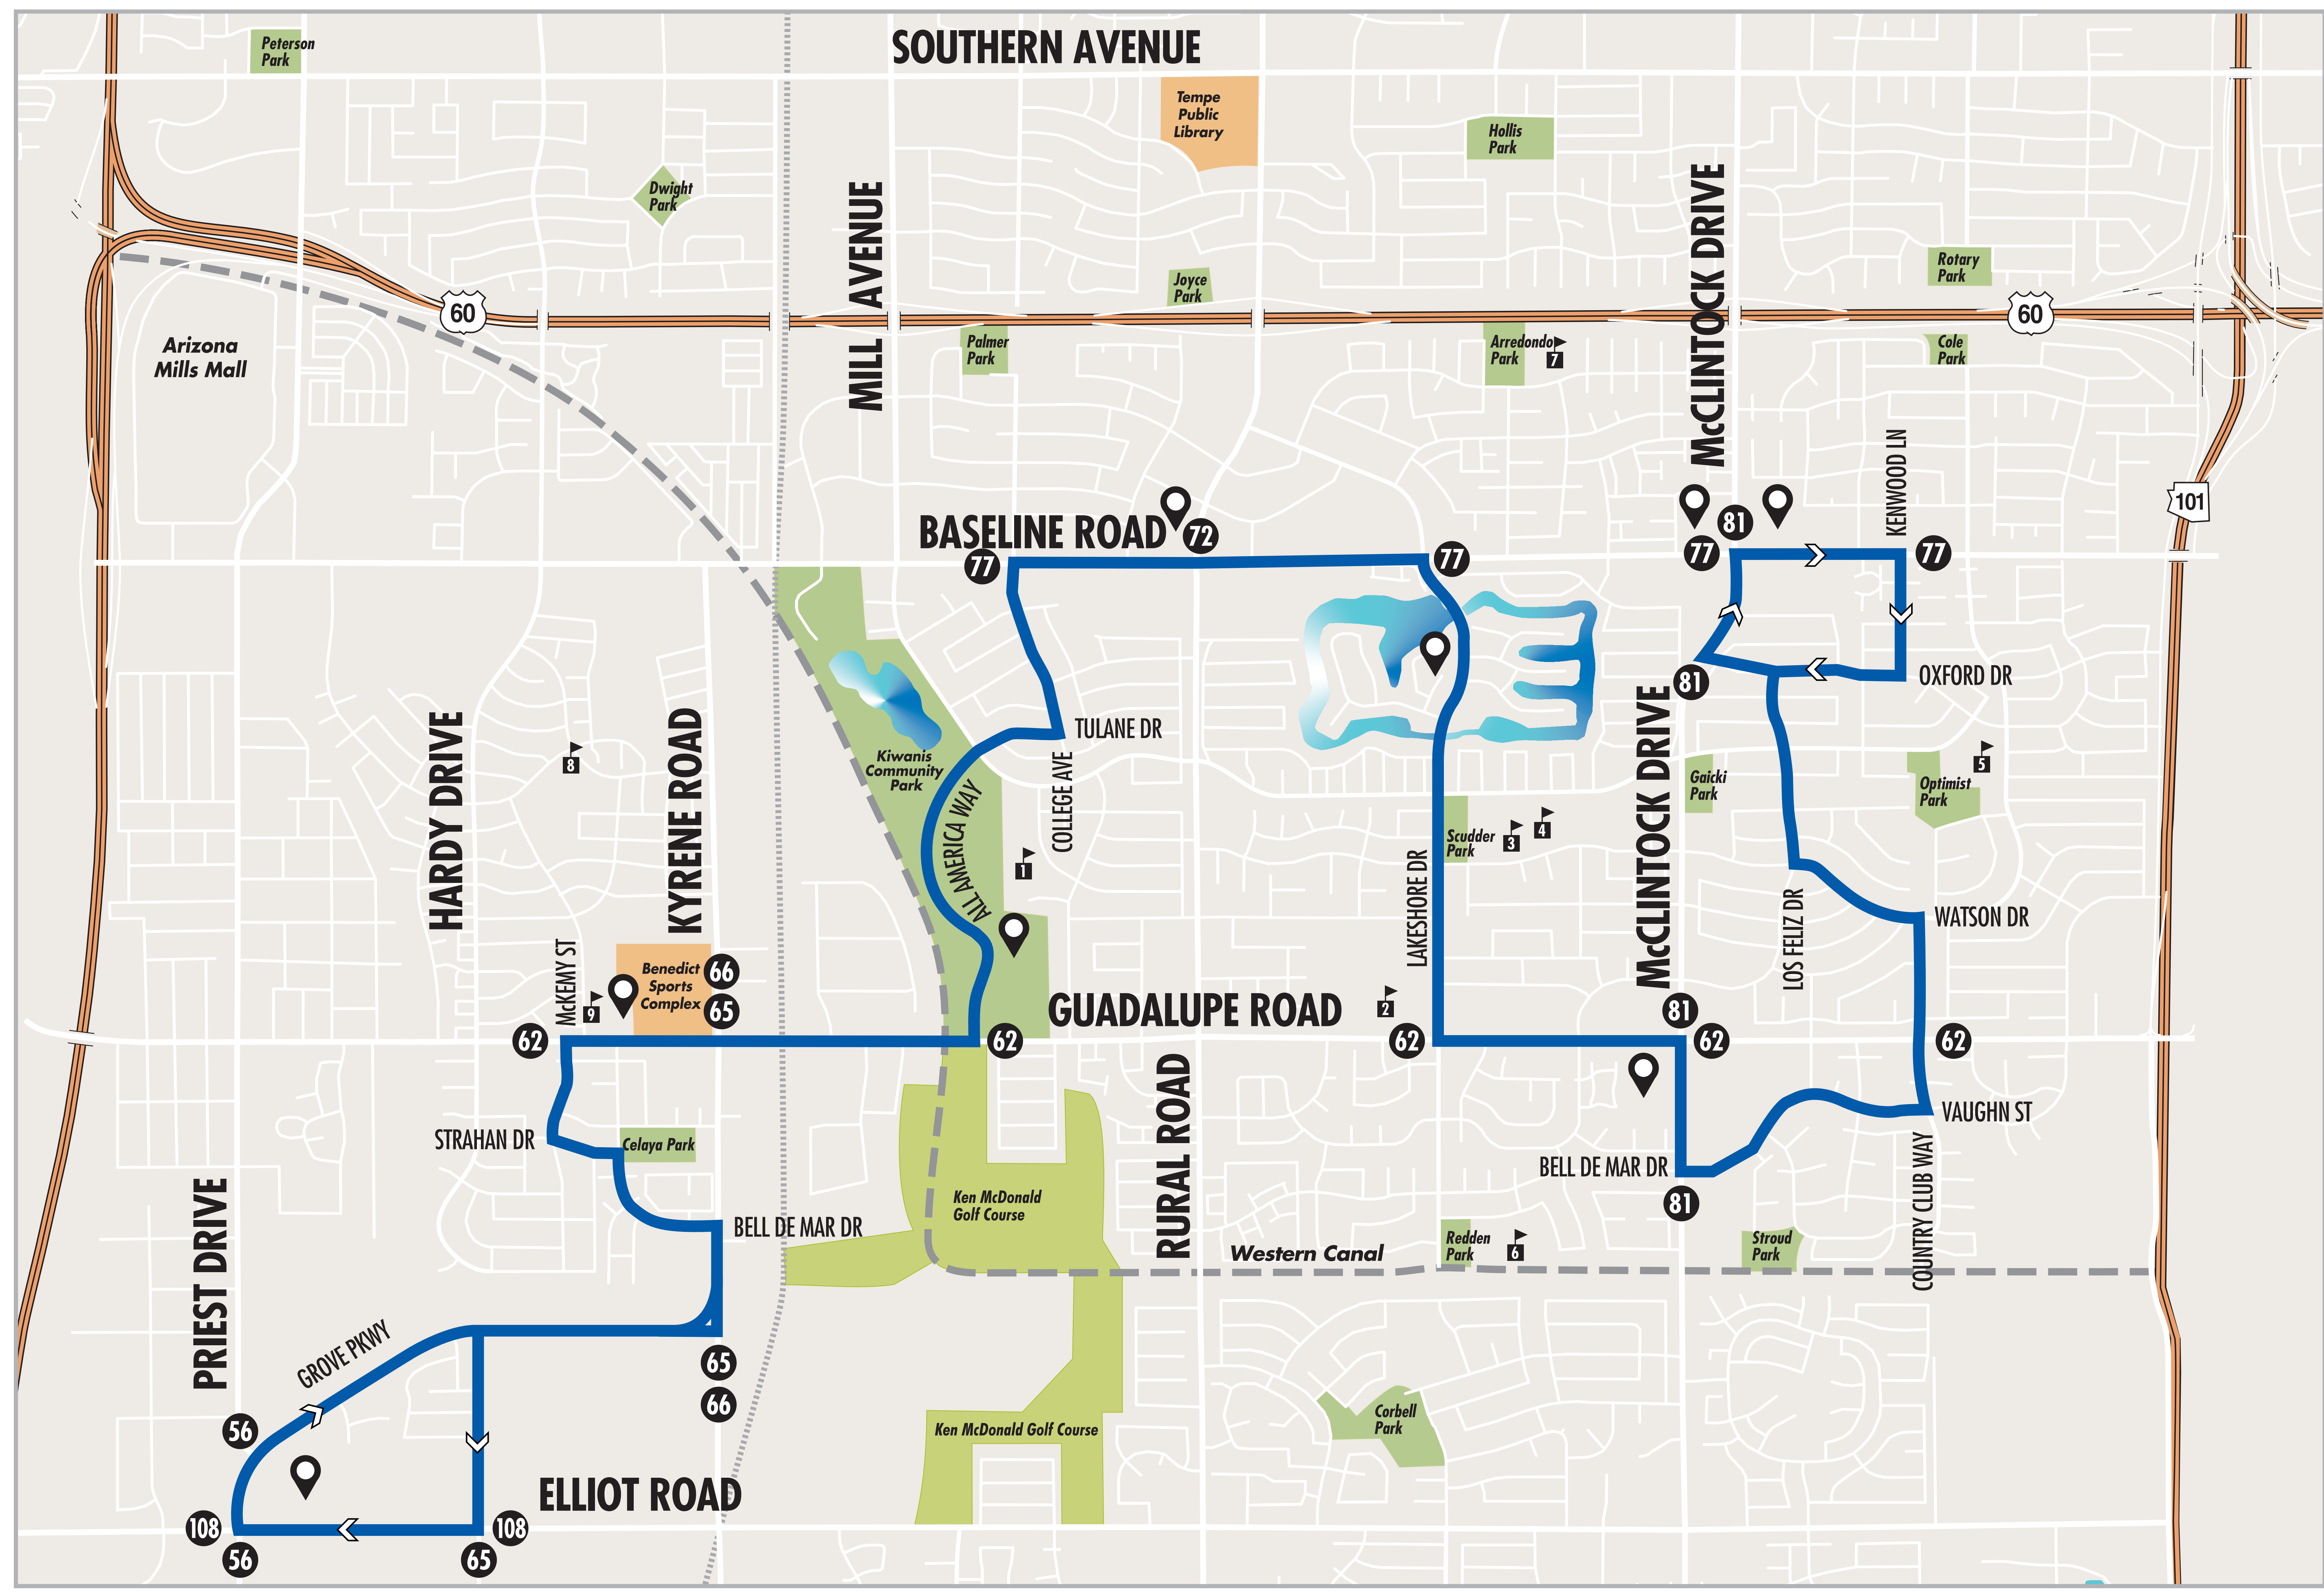 SOUTHERN AVENUE
Peterson
Park
Tempe
Public
Library
Hollis
Park
Dwight
Park
MILL AVENUE
McCLINTOCK DRIVE
Rotary
Park
Joyce
Park
60
60
Arizona
Mills Mall
Palmer
Park
Arredondo
Park
7
Cole
Park
KENWOOD LN
101
BASELINE ROAD
72
81
77
77
77
77
OXFORD DR
81
TULANE DR
HARDY DRIVE
KYRENE ROAD
8
Kiwanis
Community
Park
ALL AMERICA WAY
COLLEGE AVE
1
McCLINTOCK DRIVE
Gaicki
Park
Optimist
Park
5
Scudder
Park
3
4
LAKESHORE DR
LOS FELIZ DR
WATSON DR
McKEMY ST
9
Benedict
Sports
Complex
66
65
GUADALUPE ROAD
2
81
62
62
62
62
62
RURAL ROAD
STRAHAN DR
Celaya Park
VAUGHN ST
BELL DE MAR DR
81
COUNTRY CLUB WAY
PRIEST DRIVE
BELL DE MAR DR
Ken McDonald
Golf Course
Western Canal
Redden
Park
6
Stroud
Park
GROVE PKWY
65
66
56
Corbell
Park
Ken McDonald Golf Course
ELLIOT ROAD
108
108
56
65